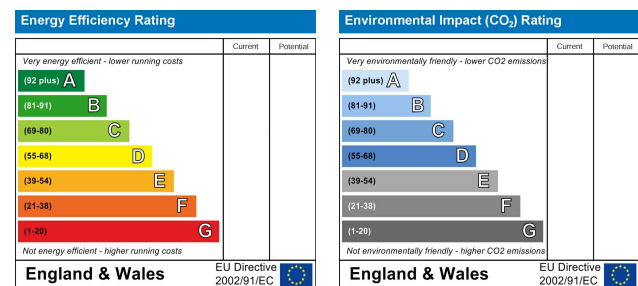 Energy Efficiency Rating
Current Potential
Very energy efficient - lower running costs
(92 plus) A
(81-91) B
(69-80) C
(55-68) D
(39-54) E
(21-38) F
(1-20) G
Not energy efficient - higher running costs
England & Wales
EU Directive
2002/91/EC
Environmental Impact (CO₂) Rating
Current Potential
Very environmentally friendly - lower CO2 emissions
(92 plus) A
(81-91) B
(69-80) C
(55-68) D
(39-54) E
(21-38) F
(1-20) G
Not environmentally friendly - higher CO2 emissions
England & Wales
EU Directive
2002/91/EC